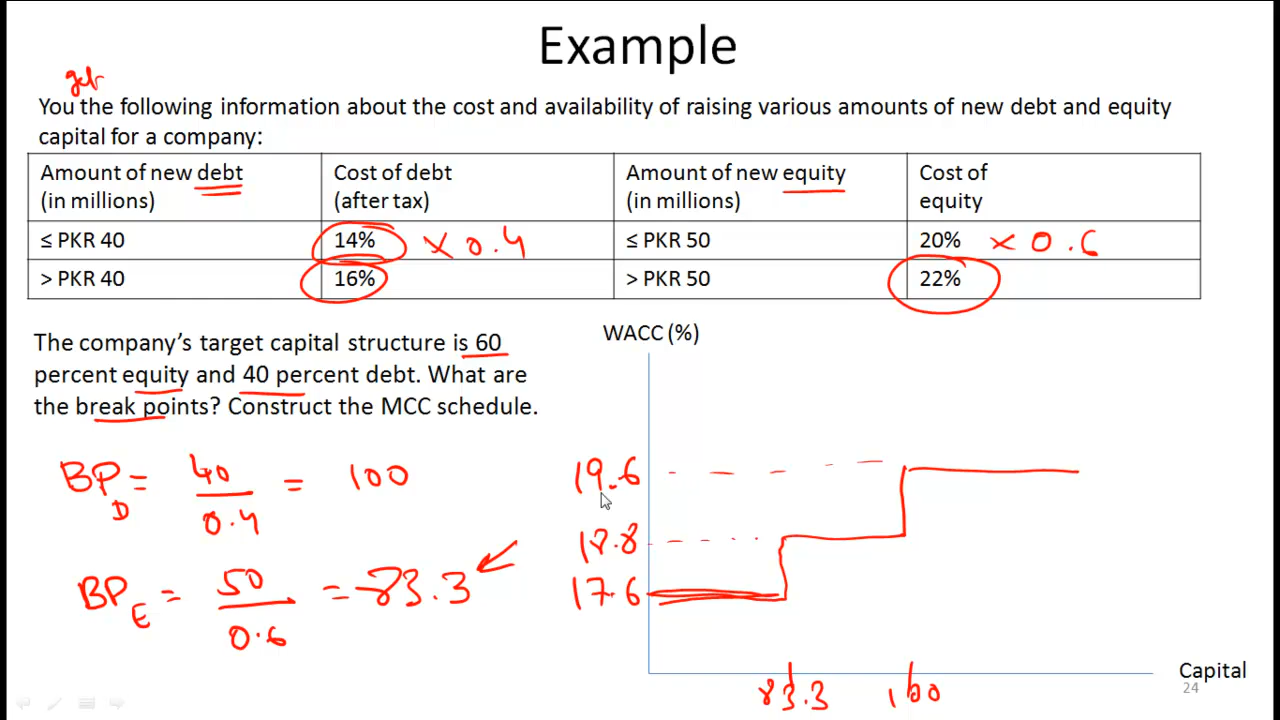 Example
get
You the following information about the cost and availability of raising various amounts of new debt and equity
capital for a company:
Amount of new debt (in millions) Cost of debt (after tax) Amount of new equity (in millions) Cost of equity
≤ PKR 40 14% × 0.4 ≤ PKR 50 20% × 0.6
> PKR 40 16% > PKR 50 22%
The company’s target capital structure is 60
percent equity and 40 percent debt. What are
the break points? Construct the MCC schedule.
BP D = 40 / 0.4 = 100
BP E = 50 / 0.6 = 83.3
WACC (%)
19.6
18.8
17.6
83.3 100
Capital
24